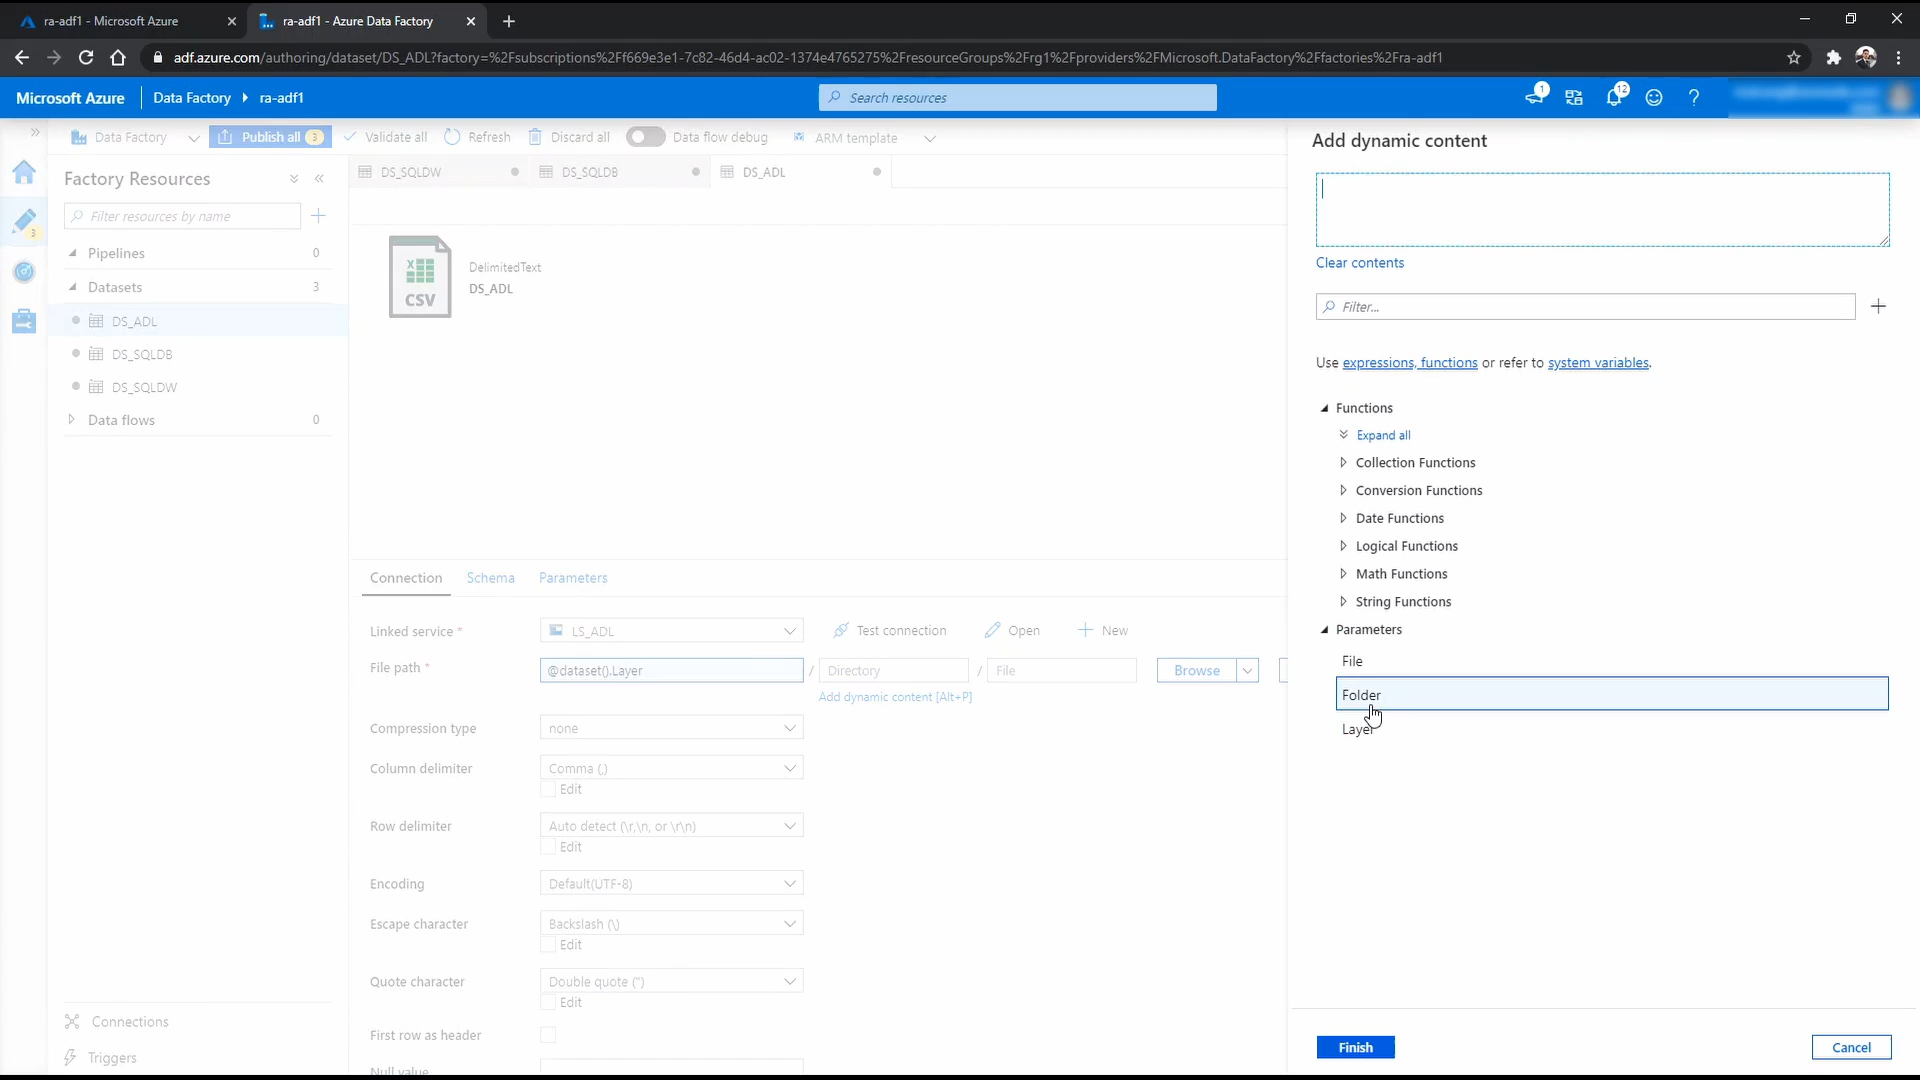 ra-adf1 - Microsoft Azure
ra-adf1 - Azure Data Factory
adf.azure.com/authoring/dataset/DS_ADL?factory=%2Fsubscriptions%2Ff669e3e1-7c82-46d4-ac02-1374e4765275%2FresourceGroups%2Frg1%2Fproviders%2FMicrosoft.DataFactory%2Ffactories%2Fra-adf1
Microsoft Azure
Data Factory
ra-adf1
Search resources
1
12
Data Factory
Publish all 3
Validate all
Refresh
Discard all
Data flow debug
ARM template
3
Factory Resources
Filter resources by name
Pipelines 0
Datasets 3
DS_ADL
DS_SQLDB
DS_SQLDW
Data flows 0
Connections
Triggers
DS_SQLDW
DS_SQLDB
DS_ADL
CSV
DelimitedText
DS_ADL
Connection
Schema
Parameters
Linked service * LS_ADL Test connection Open New
File path * @dataset().Layer / Directory / File Browse
Add dynamic content [Alt+P]
Compression type none
Column delimiter Comma (,)
Edit
Row delimiter Auto detect (\r,\n, or \r\n)
Edit
Encoding Default(UTF-8)
Escape character Backslash (\)
Edit
Quote character Double quote (")
Edit
First row as header
Null value
Add dynamic content
Clear contents
Filter...
Use expressions, functions or refer to system variables.
Functions
Expand all
Collection Functions
Conversion Functions
Date Functions
Logical Functions
Math Functions
String Functions
Parameters
File
Folder
Layer
Finish
Cancel